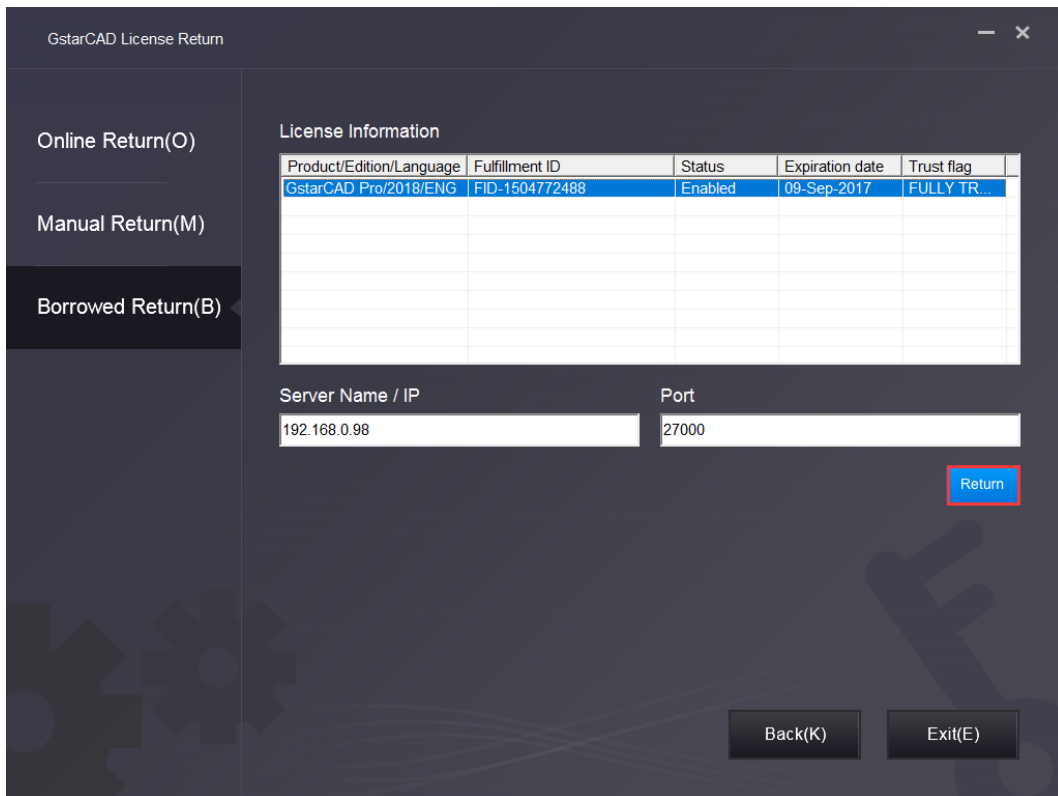 GstarCAD License Return
Online Return(O)
Manual Return(M)
Borrowed Return(B)
License Information
Product/Edition/Language Fulfillment ID Status Expiration date Trust flag
GstarCAD Pro/2018/ENG FID-1504772488 Enabled 09-Sep-2017 FULLY TR...
Server Name / IP Port
192.168.0.98 27000
Return
Back(K) Exit(E)